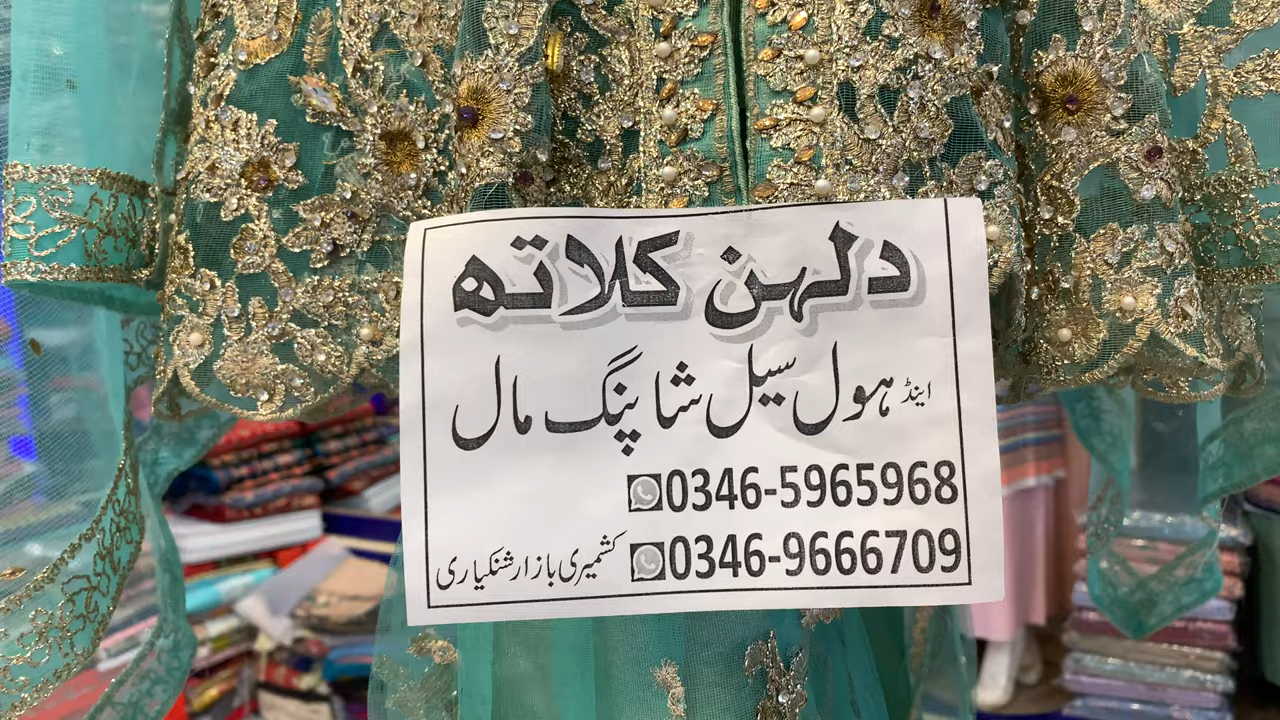 دلہن کلاتھ
اینڈ ہول سیل شاپنگ مال
0346-5965968
0346-9666709
کشمیری بازار شنکیاری